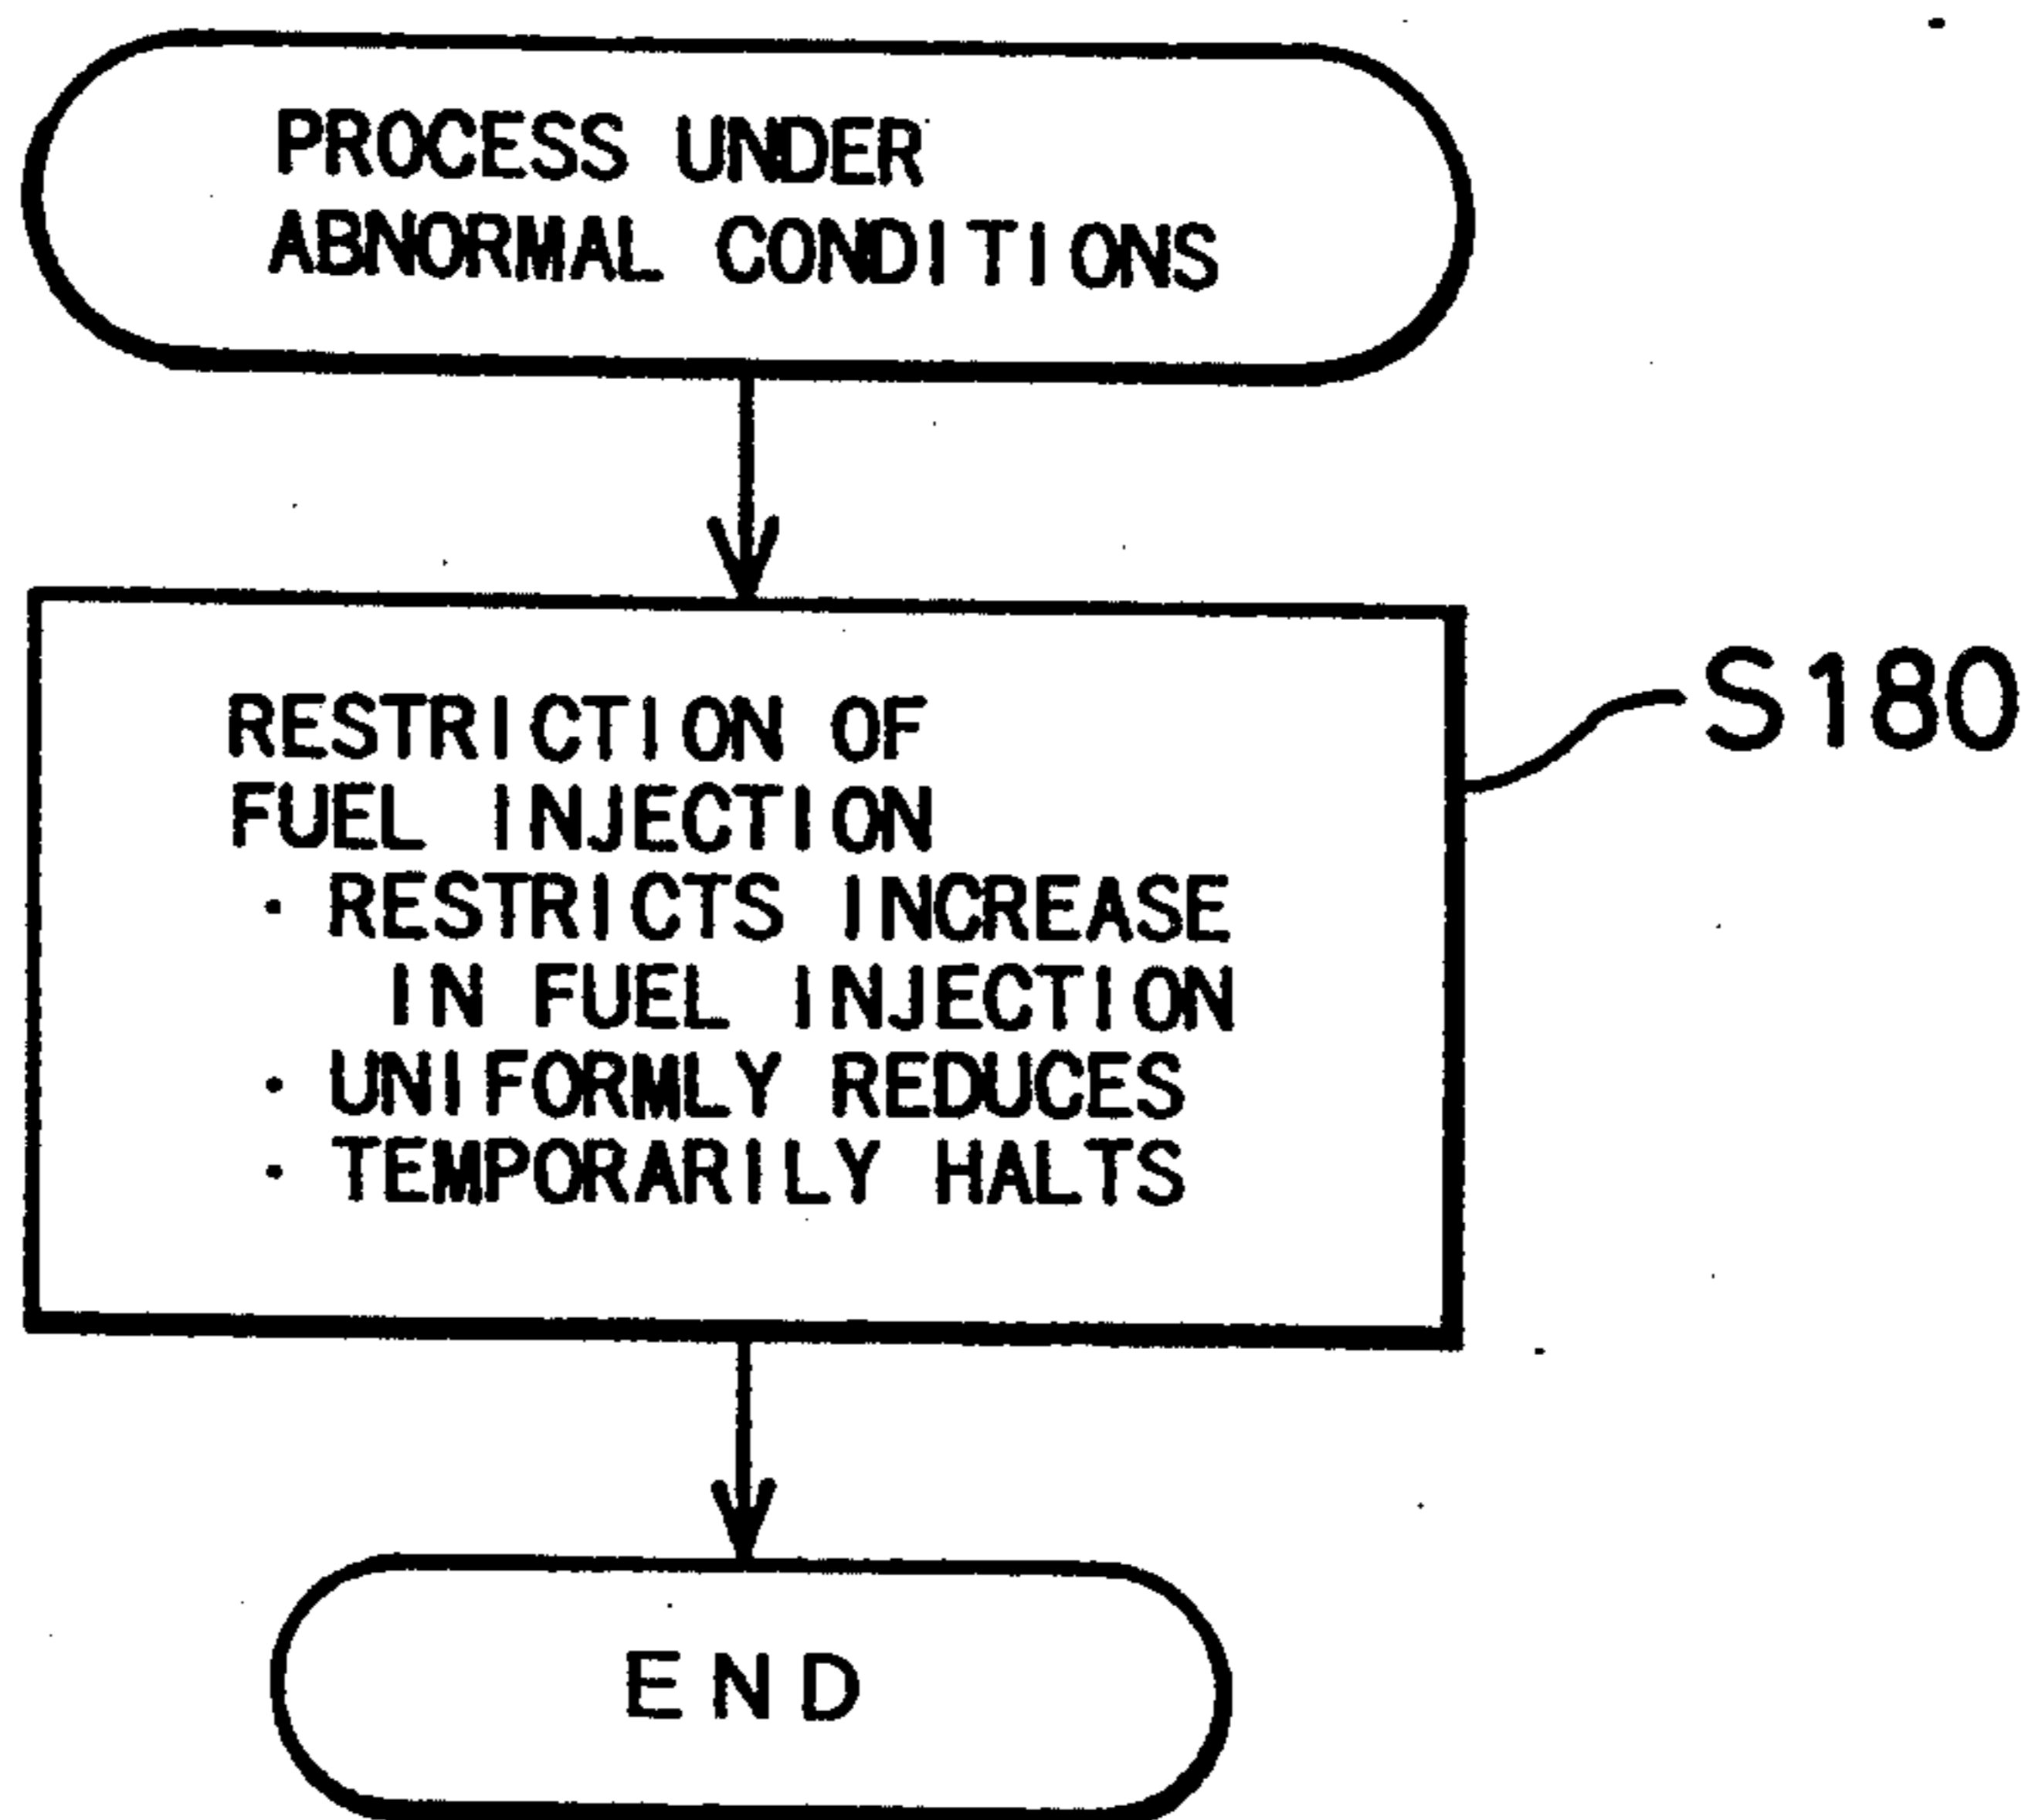 PROCESS UNDER
ABNORMAL CONDITIONS
RESTRICTION OF
FUEL INJECTION
· RESTRICTS INCREASE
IN FUEL INJECTION
· UNIFORMLY REDUCES
· TEMPORARILY HALTS
S180
END